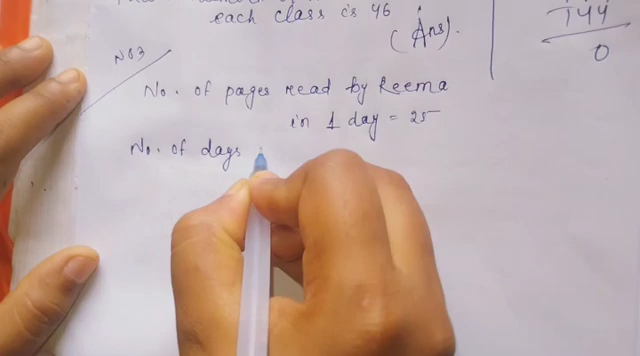 each class is 46
(Ans).
144
0
No3
No. of pages read by Reema
in 1 day = 25
No. of days